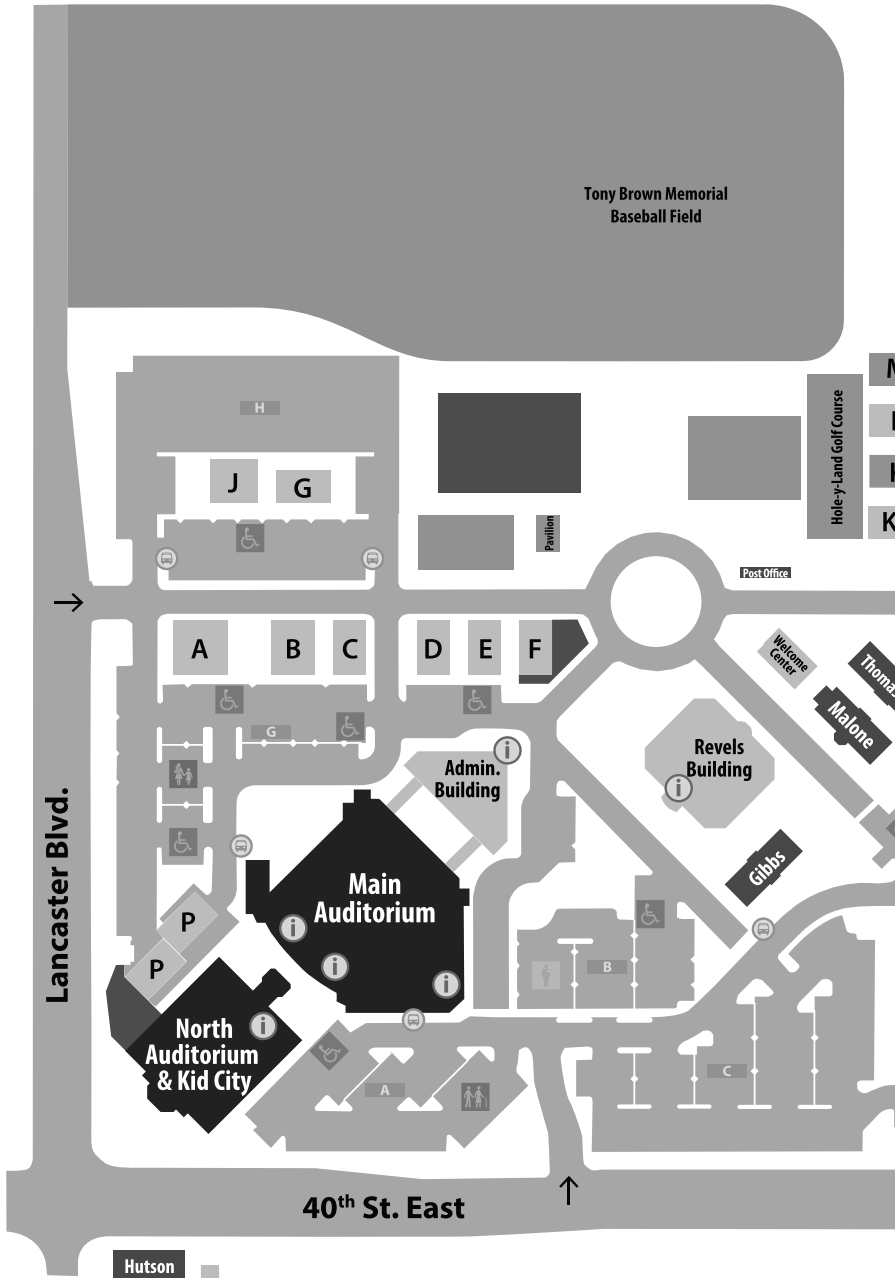 Tony Brown Memorial
Baseball Field
H
J
G
Hole-y-Land Golf Course
Pavilion
Post Office
A
B
C
D
E
F
Welcome
Center
Malone
G
Admin.
Building
i
Revels
Building
i
Gibbs
Lancaster Blvd.
Main
Auditorium
i
i
i
P
P
B
North
Auditorium
& Kid City
i
A
C
40th St. East
Hutson